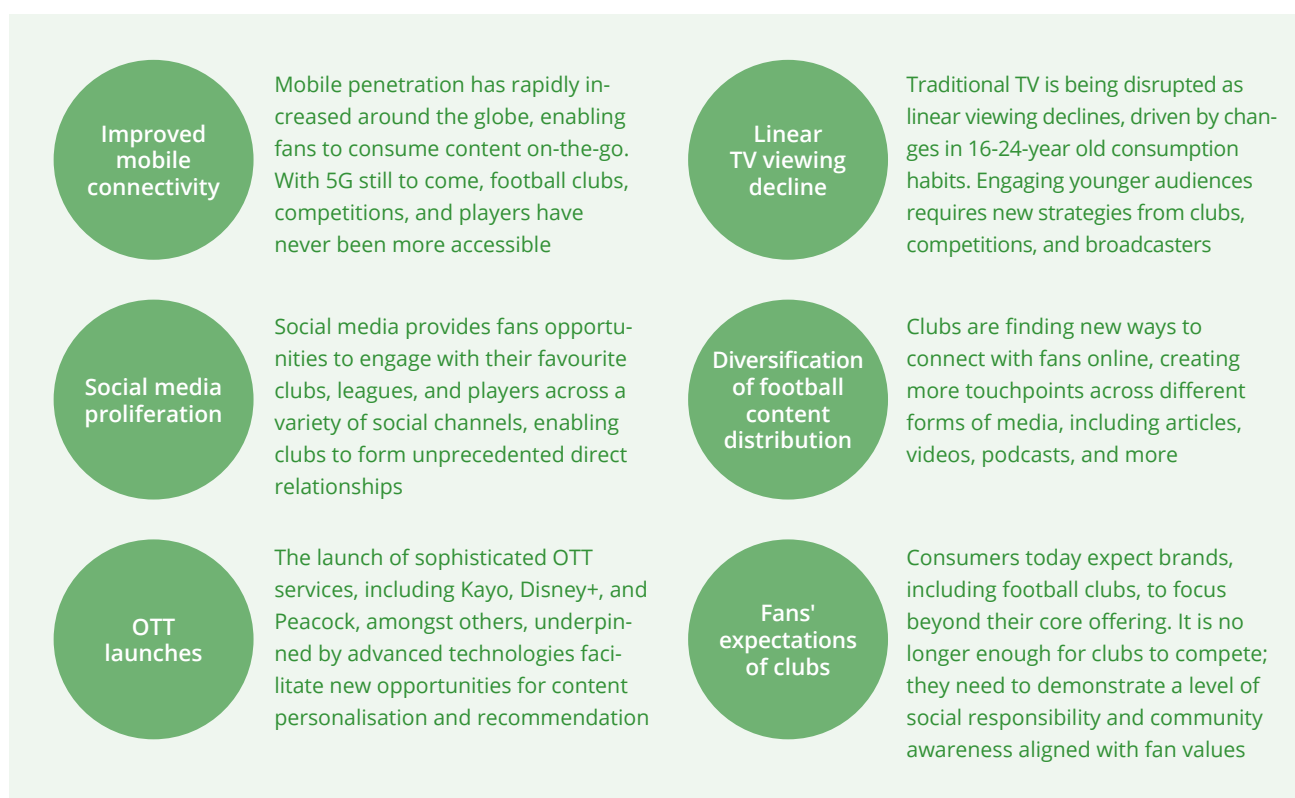 Improved
mobile
connectivity
Mobile penetration has rapidly in-
creased around the globe, enabling
fans to consume content on-the-go.
With 5G still to come, football clubs,
competitions, and players have
never been more accessible
Linear
TV viewing
decline
Traditional TV is being disrupted as
linear viewing declines, driven by chan-
ges in 16-24-year old consumption
habits. Engaging younger audiences
requires new strategies from clubs,
competitions, and broadcasters
Social media
proliferation
Social media provides fans opportu-
nities to engage with their favourite
clubs, leagues, and players across a
variety of social channels, enabling
clubs to form unprecedented direct
relationships
Diversification
of football
content
distribution
Clubs are finding new ways to
connect with fans online, creating
more touchpoints across different
forms of media, including articles,
videos, podcasts, and more
OTT
launches
The launch of sophisticated OTT
services, including Kayo, Disney+, and
Peacock, amongst others, underpin-
ned by advanced technologies faci-
litate new opportunities for content
personalisation and recommendation
Fans'
expectations
of clubs
Consumers today expect brands,
including football clubs, to focus
beyond their core offering. It is no
longer enough for clubs to compete;
they need to demonstrate a level of
social responsibility and community
awareness aligned with fan values